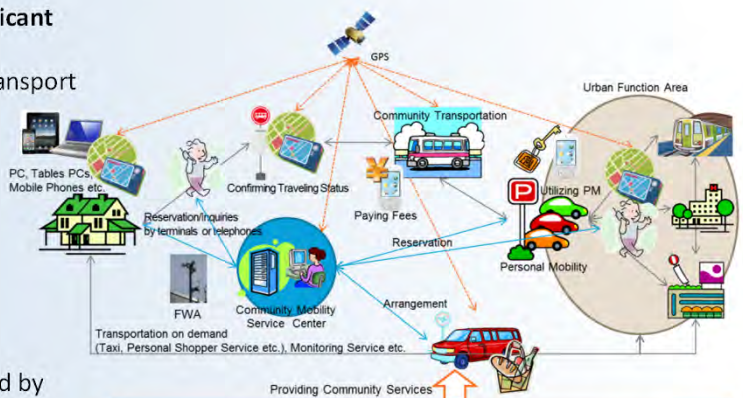 icant
GPS
ansport
Urban Function Area
Community Transportation
PC, Tables PCs,
Mobile Phones etc.
Confirming Traveling Status
Utilizing PM
P
Paying Fees
Reservation/Inquiries
by terminals or telephones
Reservation
Personal Mobility
FWA
Community Mobility
Service Center
Arrangement
Transportation on demand
(Taxi, Personal Shopper Service etc.), Monitoring Service etc.
d by
Providing Community Services